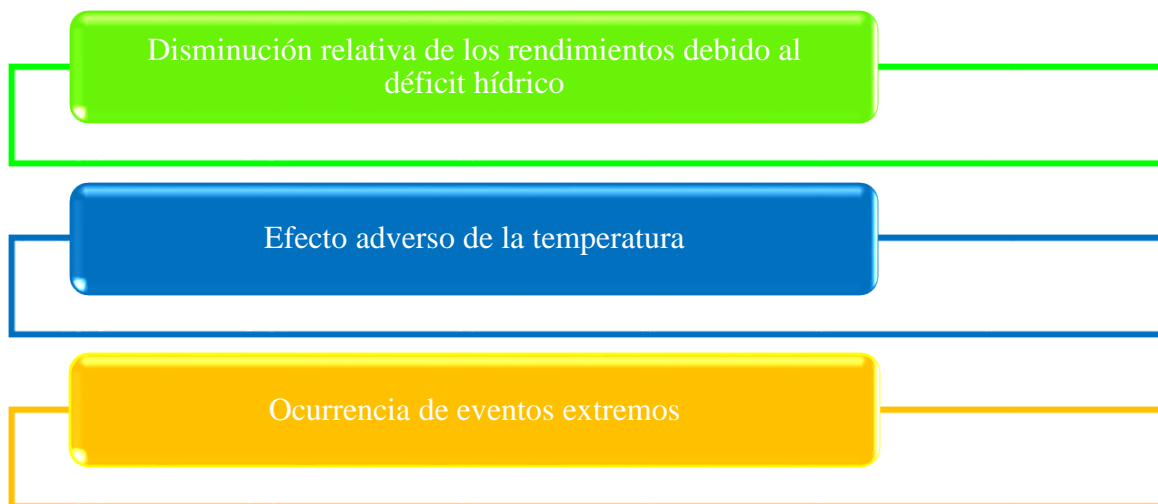 Disminución relativa de los rendimientos debido al
déficit hídrico
Efecto adverso de la temperatura
Ocurrencia de eventos extremos